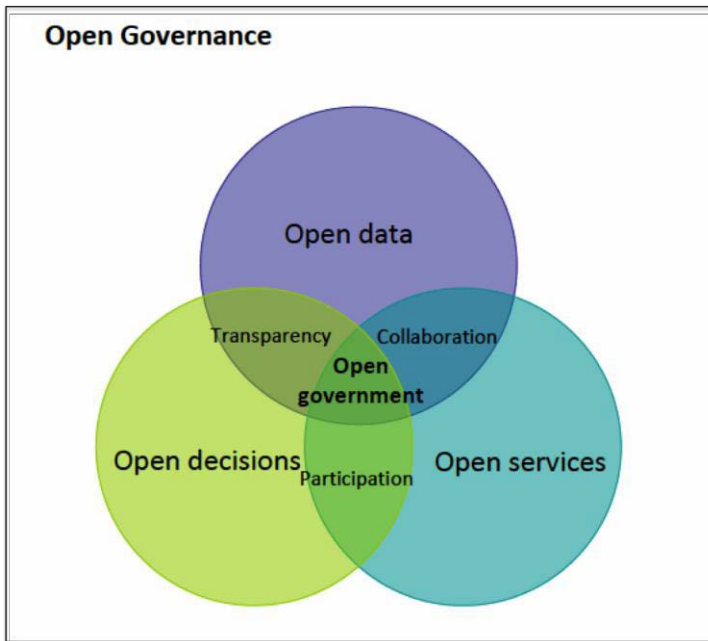 Open Governance
Open data
Transparency
Collaboration
Open
government
Open decisions
Open services
Participation